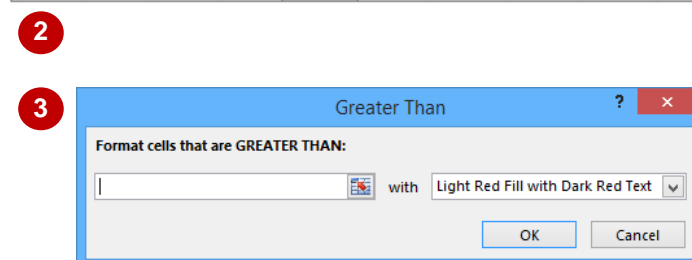 2
3
Greater Than ? ×
Format cells that are GREATER THAN:
with Light Red Fill with Dark Red Text
OK Cancel